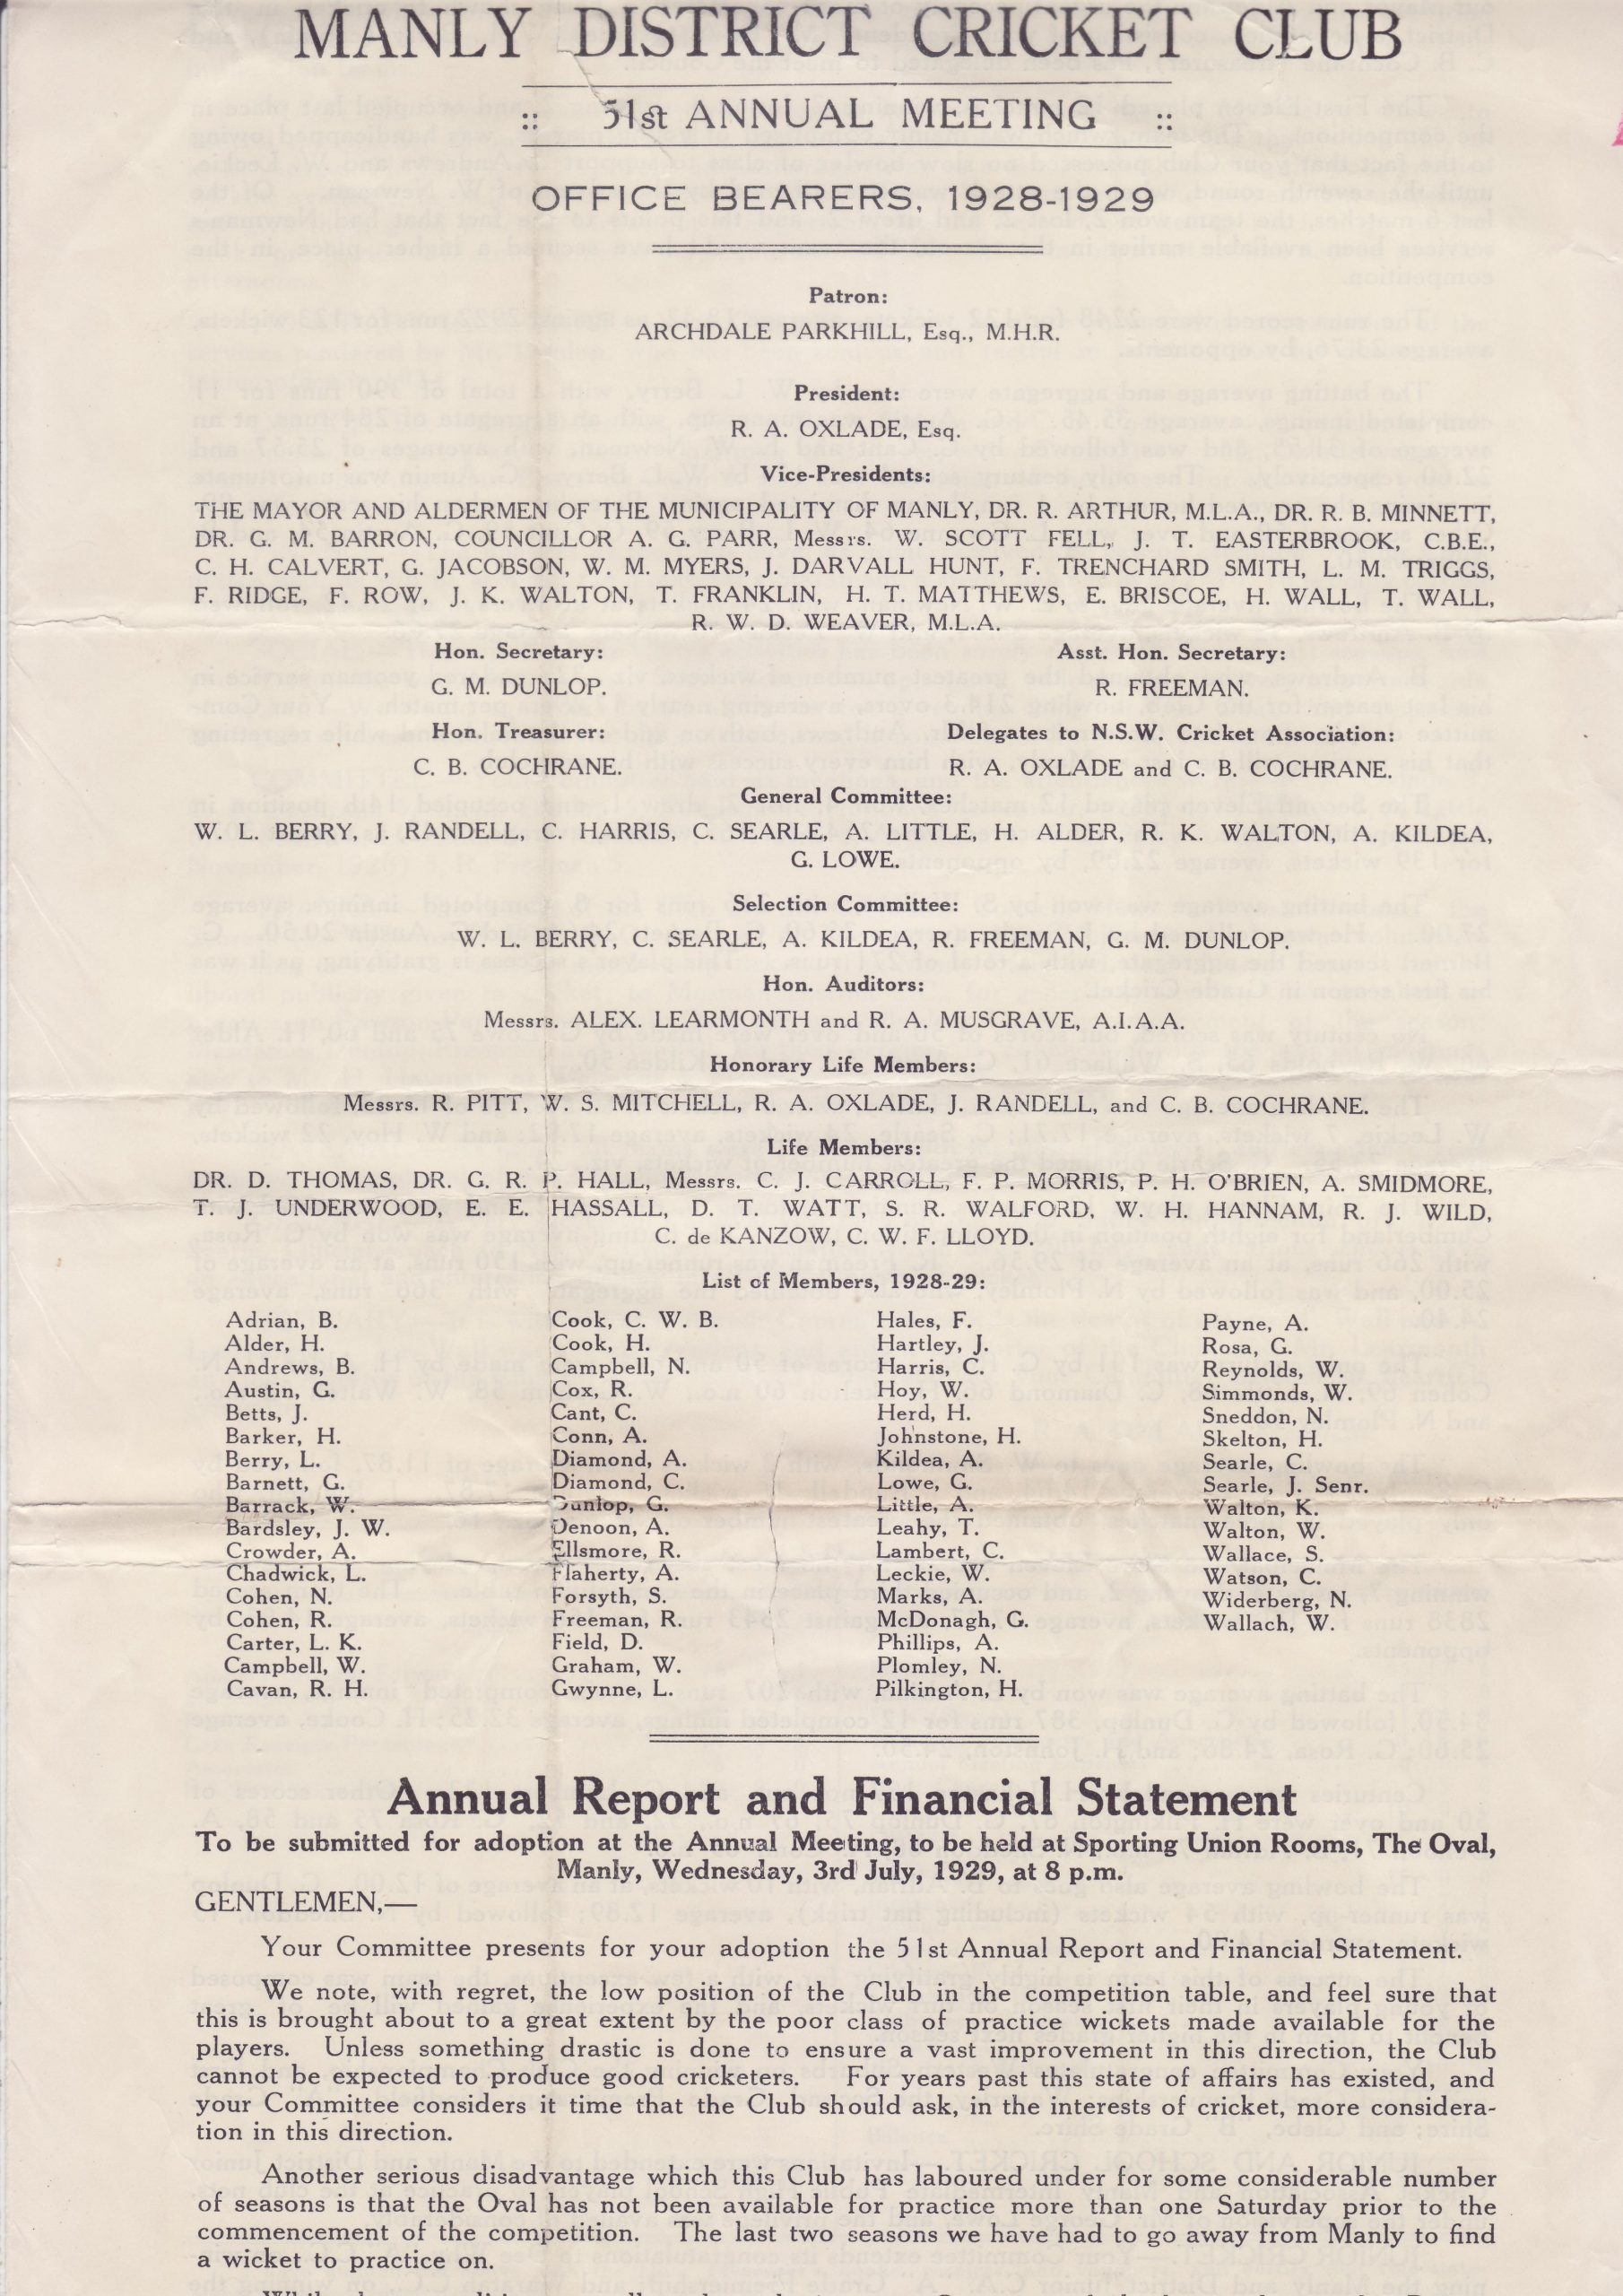 MANLY DISTRICT CRICKET CLUB
:: 51st ANNUAL MEETING ::
OFFICE BEARERS, 1928-1929
Patron:
ARCHDALE PARKHILL, Esq., M.H.R.
President:
R. A. OXLADE, Esq.
Vice-Presidents:
THE MAYOR AND ALDERMEN OF THE MUNICIPALITY OF MANLY, DR. R. ARTHUR, M.L.A., DR. R. B. MINNETT,
DR. G. M. BARRON, COUNCILLOR A. G. PARR, Messrs. W. SCOTT FELL, J. T. EASTERBROOK, C.B.E.,
C. H. CALVERT, G. JACOBSON, W. M. MYERS, J. DARVALL HUNT, F. TRENCHARD SMITH, L. M. TRIGGS,
F. RIDGE, F. ROW, J. K. WALTON, T. FRANKLIN, H. T. MATTHEWS, E. BRISCOE, H. WALL, T. WALL,
R. W. D. WEAVER, M.L.A.
Hon. Secretary:
G. M. DUNLOP.
Asst. Hon. Secretary:
R. FREEMAN.
Hon. Treasurer:
C. B. COCHRANE.
Delegates to N.S.W. Cricket Association:
R. A. OXLADE and C. B. COCHRANE.
General Committee:
W. L. BERRY, J. RANDELL, C. HARRIS, C. SEARLE, A. LITTLE, H. ALDER, R. K. WALTON, A. KILDEA,
G. LOWE.
Selection Committee:
W. L. BERRY, C. SEARLE, A. KILDEA, R. FREEMAN, G. M. DUNLOP.
Hon. Auditors:
Messrs. ALEX. LEARMONTH and R. A. MUSGRAVE, A.I.A.A.
Honorary Life Members:
Messrs. R. PITT, W. S. MITCHELL, R. A. OXLADE, J. RANDELL, and C. B. COCHRANE.
Life Members:
DR. D. THOMAS, DR. G. R. P. HALL, Messrs. C. J. CARROLL, F. P. MORRIS, P. H. O'BRIEN, A. SMIDMORE,
T. J. UNDERWOOD, E. E. HASSALL, D. T. WATT, S. R. WALFORD, W. H. HANNAM, R. J. WILD,
C. de KANZOW, C. W. F. LLOYD.
List of Members, 1928-29:
Adrian, B.
Alder, H.
Andrews, B.
Austin, G.
Betts, J.
Barker, H.
Berry, L.
Barnett, G.
Barrack, W.
Bardsley, J. W.
Crowder, A.
Chadwick, L.
Cohen, N.
Cohen, R.
Carter, L. K.
Campbell, W.
Cavan, R. H.
Cook, C. W. B.
Cook, H.
Campbell, N.
Cox, R.
Cant, C.
Conn, A.
Diamond, A.
Diamond, C.
Dunlop, G.
Denoon, A.
Ellsmore, R.
Flaherty, A.
Forsyth, S.
Freeman, R.
Field, D.
Graham, W.
Gwynne, L.
Hales, F.
Hartley, J.
Harris, C.
Hoy, W.
Herd, H.
Johnstone, H.
Kildea, A.
Lowe, G.
Little, A.
Leahy, T.
Lambert, C.
Leckie, W.
Marks, A.
McDonagh, G.
Phillips, A.
Plomley, N.
Pilkington, H.
Payne, A.
Rosa, G.
Reynolds, W.
Simmonds, W.
Sneddon, N.
Skelton, H.
Searle, C.
Searle, J. Senr.
Walton, K.
Walton, W.
Wallace, S.
Watson, C.
Widerberg, N.
Wallach, W.
Annual Report and Financial Statement
To be submitted for adoption at the Annual Meeting, to be held at Sporting Union Rooms, The Oval,
Manly, Wednesday, 3rd July, 1929, at 8 p.m.
GENTLEMEN,—
Your Committee presents for your adoption the 51st Annual Report and Financial Statement.
We note, with regret, the low position of the Club in the competition table, and feel sure that
this is brought about to a great extent by the poor class of practice wickets made available for the
players. Unless something drastic is done to ensure a vast improvement in this direction, the Club
cannot be expected to produce good cricketers. For years past this state of affairs has existed, and
your Committee considers it time that the Club should ask, in the interests of cricket, more considera-
tion in this direction.
Another serious disadvantage which this Club has laboured under for some considerable number
of seasons is that the Oval has not been available for practice more than one Saturday prior to the
commencement of the competition. The last two seasons we have had to go away from Manly to find
a wicket to practice on.